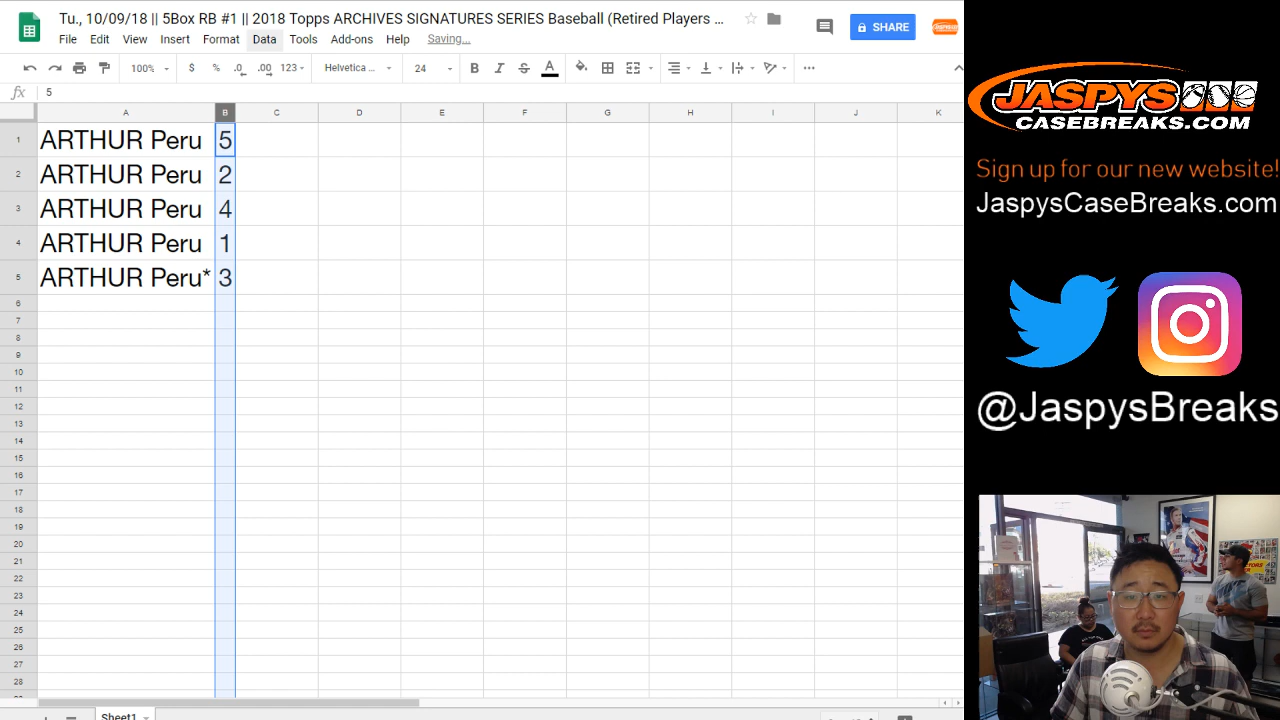 Tu., 10/09/18 || 5Box RB #1 || 2018 Topps ARCHIVES SIGNATURES SERIES Baseball (Retired Players ...
File Edit View Insert Format Data Tools Add-ons Help Saving...
SHARE
100% $ % .0 .00 123 Helvetica ... 24 B I S A
fx 5
A B C D E F G H I J K
1 ARTHUR Peru 5
2 ARTHUR Peru 2
3 ARTHUR Peru 4
4 ARTHUR Peru 1
5 ARTHUR Peru* 3
6
7
8
9
10
11
12
13
14
15
16
17
18
19
20
21
22
23
24
25
26
27
28
Sheet1
JASPYS
CASEBREAKS.COM
Sign up for our new website!
JaspysCaseBreaks.com
@JaspysBreaks